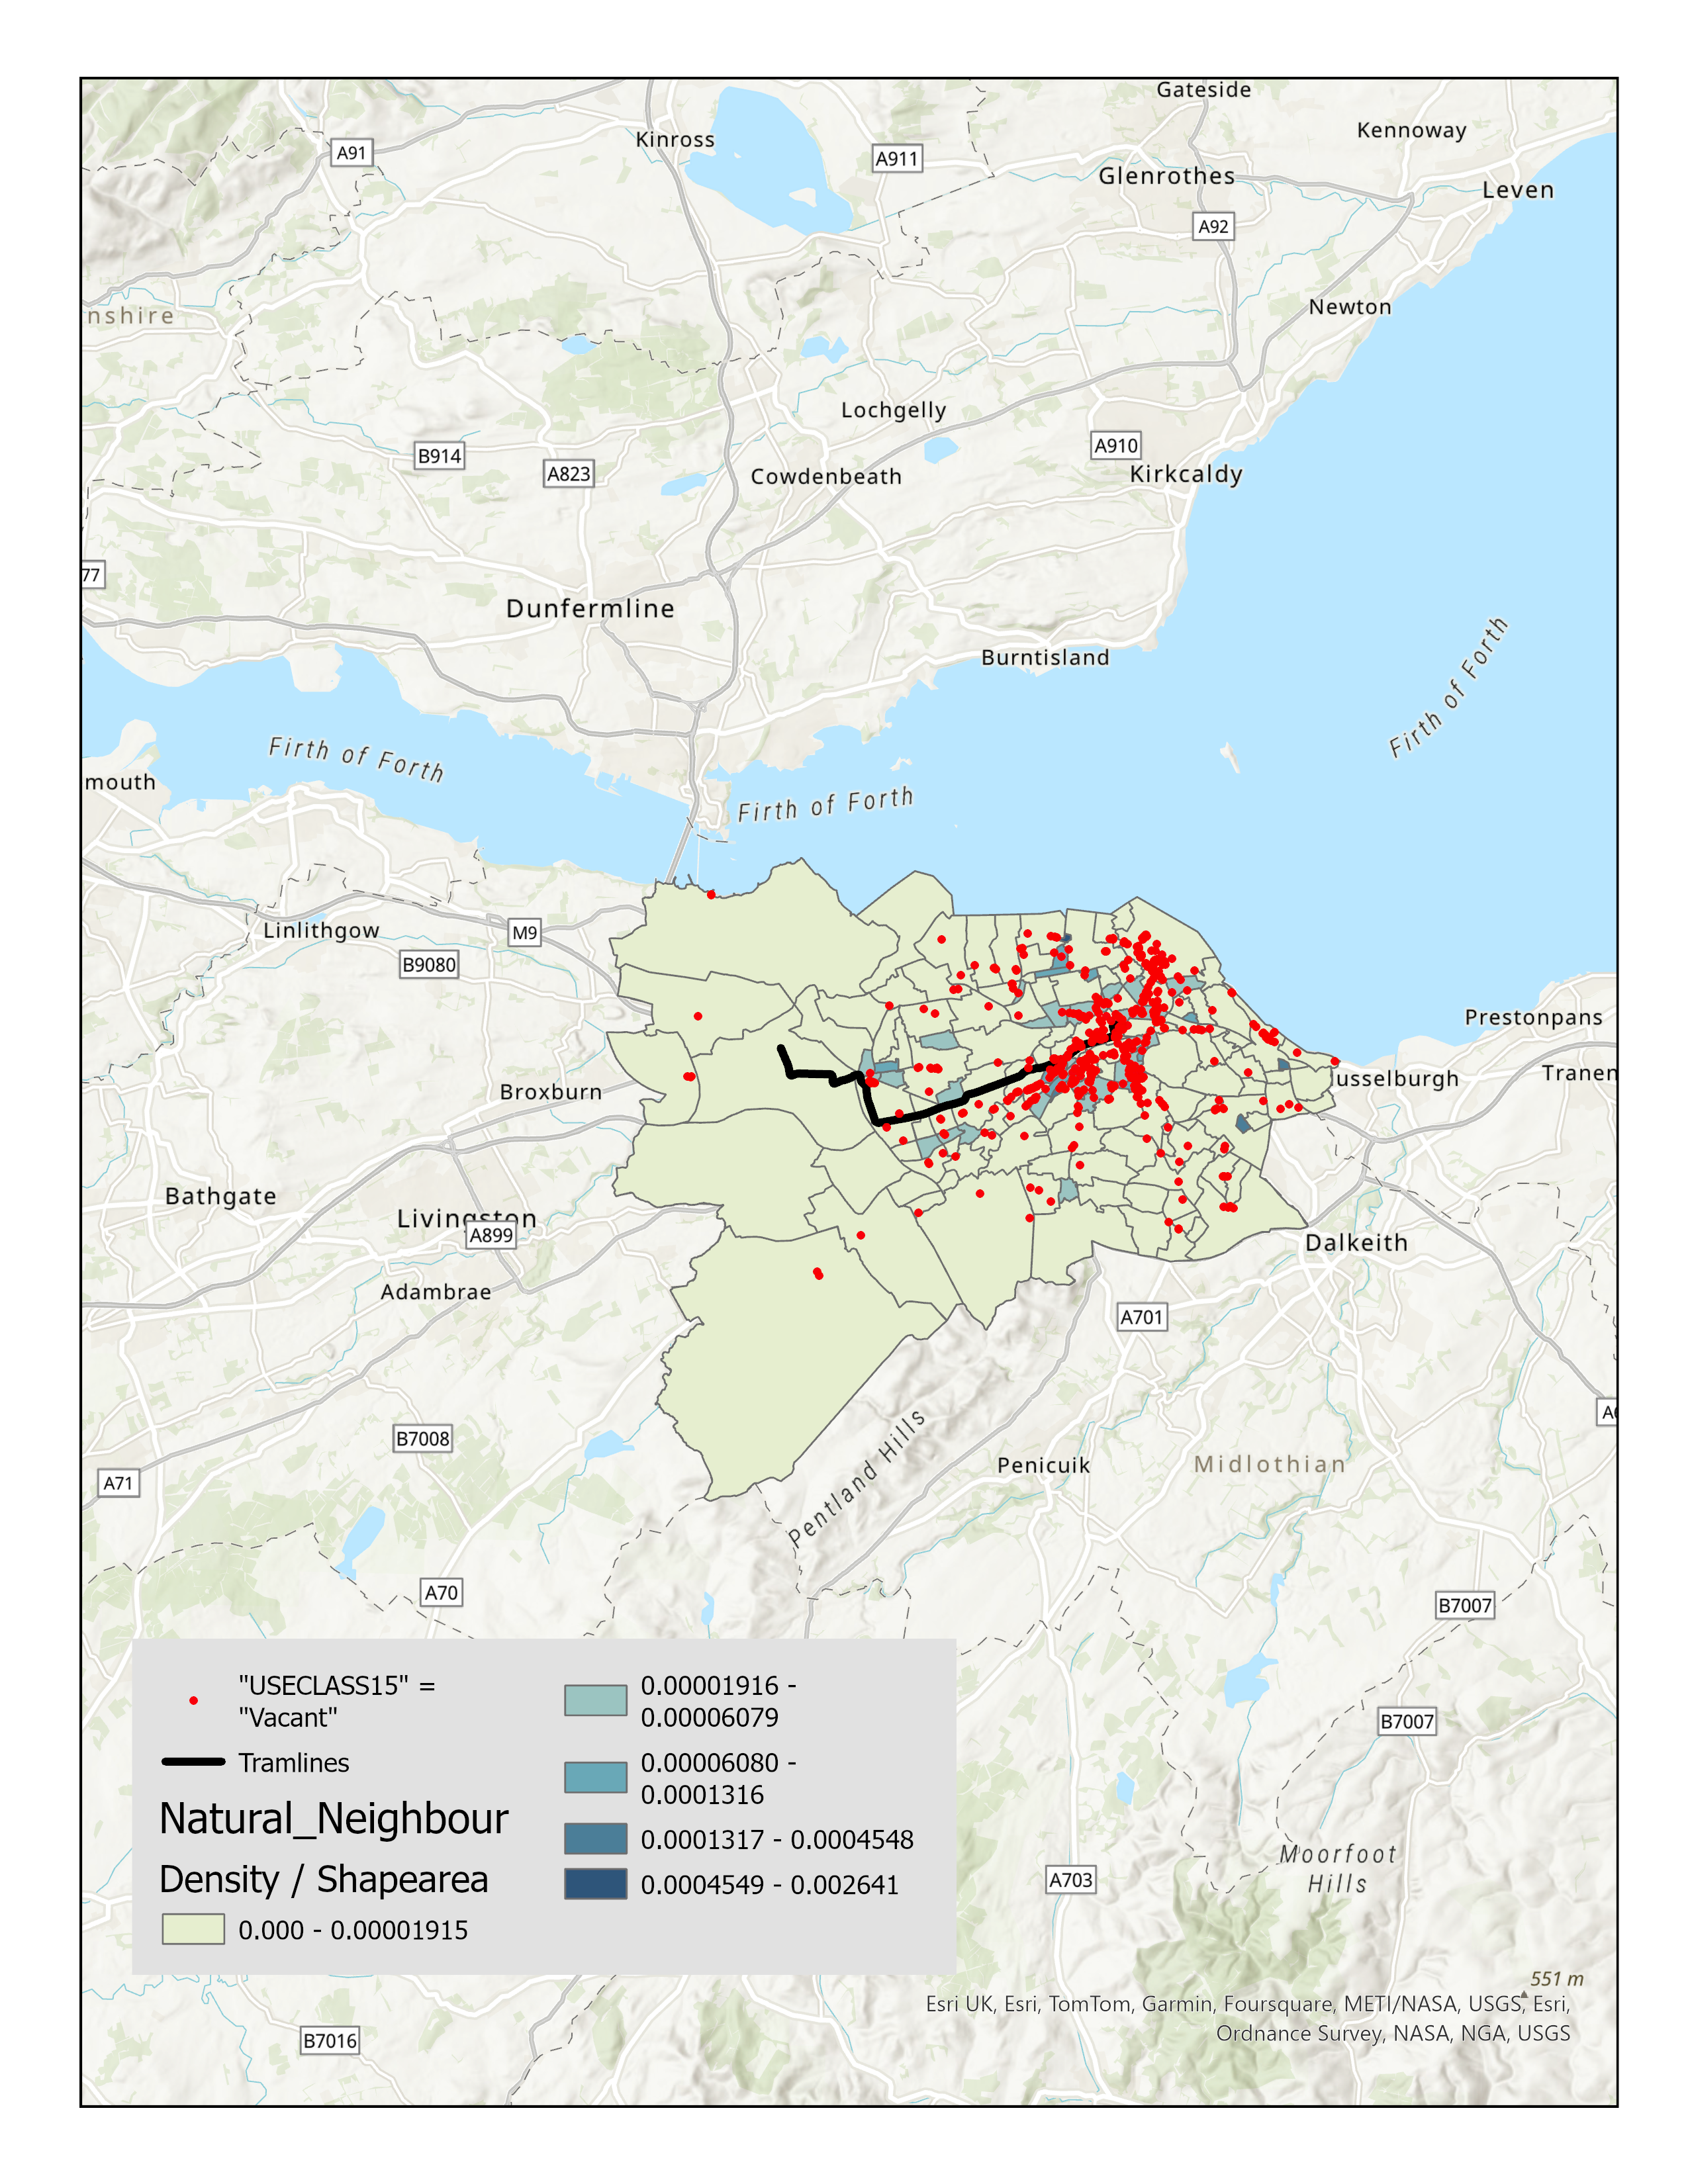 Gateside
Kennoway
Kinross
A91
A911
Glenrothes
Leven
A92
nshire
Newton
Lochgelly
A910
B914
A823
Cowdenbeath
Kirkcaldy
77
Dunfermline
Burntisland
Firth of Forth
Firth of Forth
Firth of Forth
mouth
Linlithgow
M9
B9080
Prestonpans
Broxburn
usselburgh
Tranen
Bathgate
Livingston
A899
Dalkeith
Adambrae
A701
B7008
A71
Pentland Hills
Penicuik
Midlothian
A70
B7007
B7007
"USECLASS15" =
"Vacant"
Tramlines
Natural_Neighbour
Density / Shapearea
0.000 - 0.00001915
0.00001916 -
0.00006079
0.00006080 -
0.0001316
0.0001317 - 0.0004548
0.0004549 - 0.002641
Moorfoot
Hills
A703
551 m
B7016
Esri UK, Esri, TomTom, Garmin, Foursquare, METI/NASA, USGS, Esri,
Ordnance Survey, NASA, NGA, USGS